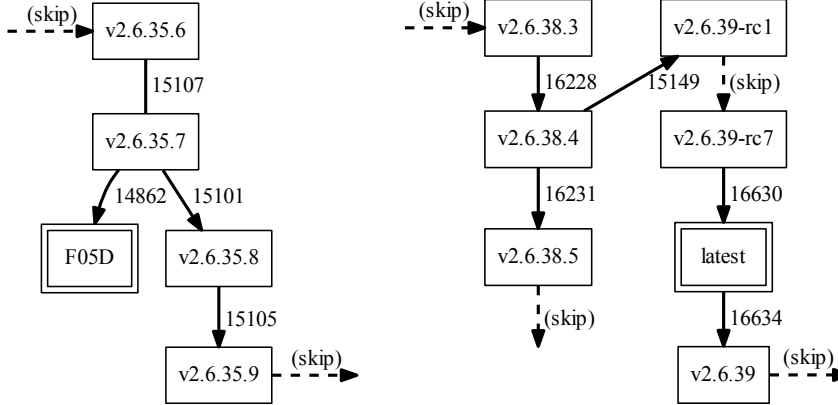 (skip)
v2.6.35.6
15107
v2.6.35.7
14862
15101
F05D
v2.6.35.8
15105
v2.6.35.9
(skip)
(skip)
v2.6.38.3
16228
v2.6.38.4
15149
16231
v2.6.38.5
(skip)
v2.6.39-rc1
(skip)
v2.6.39-rc7
16630
latest
16634
v2.6.39
(skip)